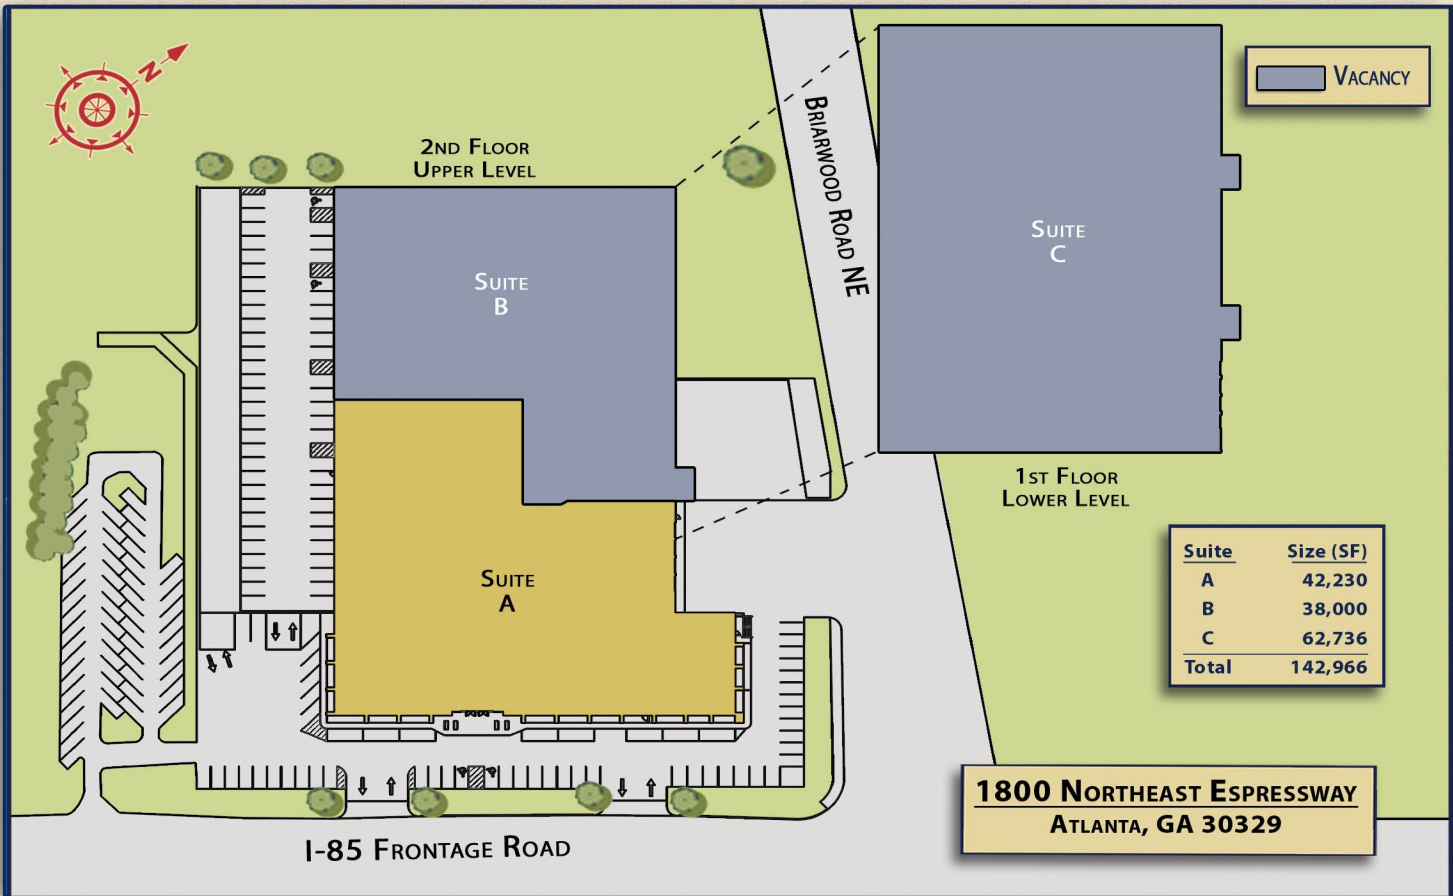 N
2ND FLOOR
UPPER LEVEL
BRIARWOOD ROAD NE
VACANCY
SUITE
B
SUITE
C
SUITE
A
1ST FLOOR
LOWER LEVEL
Suite Size (SF)
A 42,230
B 38,000
C 62,736
Total 142,966
1800 NORTHEAST ESPRESSWAY
ATLANTA, GA 30329
I-85 FRONTAGE ROAD